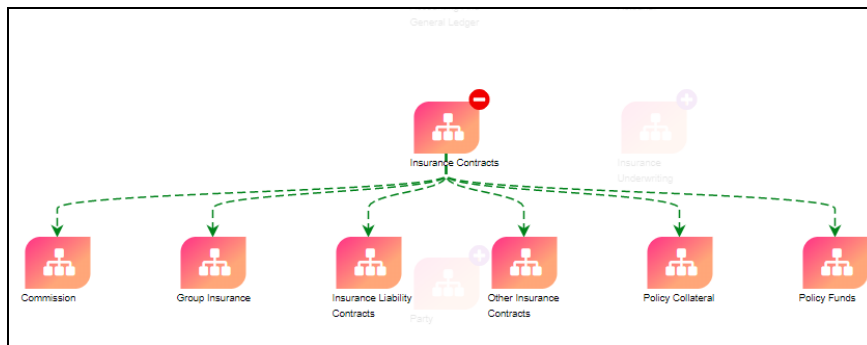 General Ledger
Insurance Contracts
Insurance
Underwriting
Commission
Group Insurance
Insurance Liability
Contracts
Party
Other Insurance
Contracts
Policy Collateral
Policy Funds